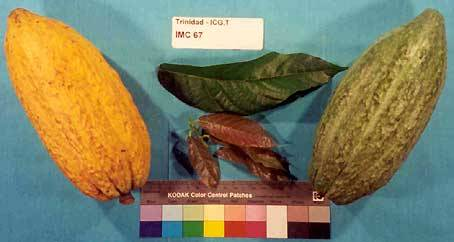 Trinidad - ICG,T
IMC 67
KODAK Color Control Patches